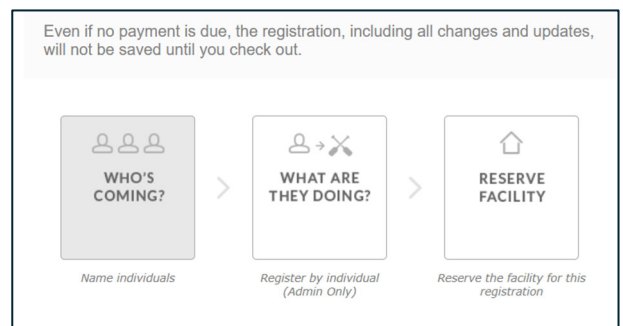 Even if no payment is due, the registration, including all changes and updates,
will not be saved until you check out.
WHO'S
COMING?
Name individuals
WHAT ARE
THEY DOING?
Register by individual
(Admin Only)
RESERVE
FACILITY
Reserve the facility for this
registration